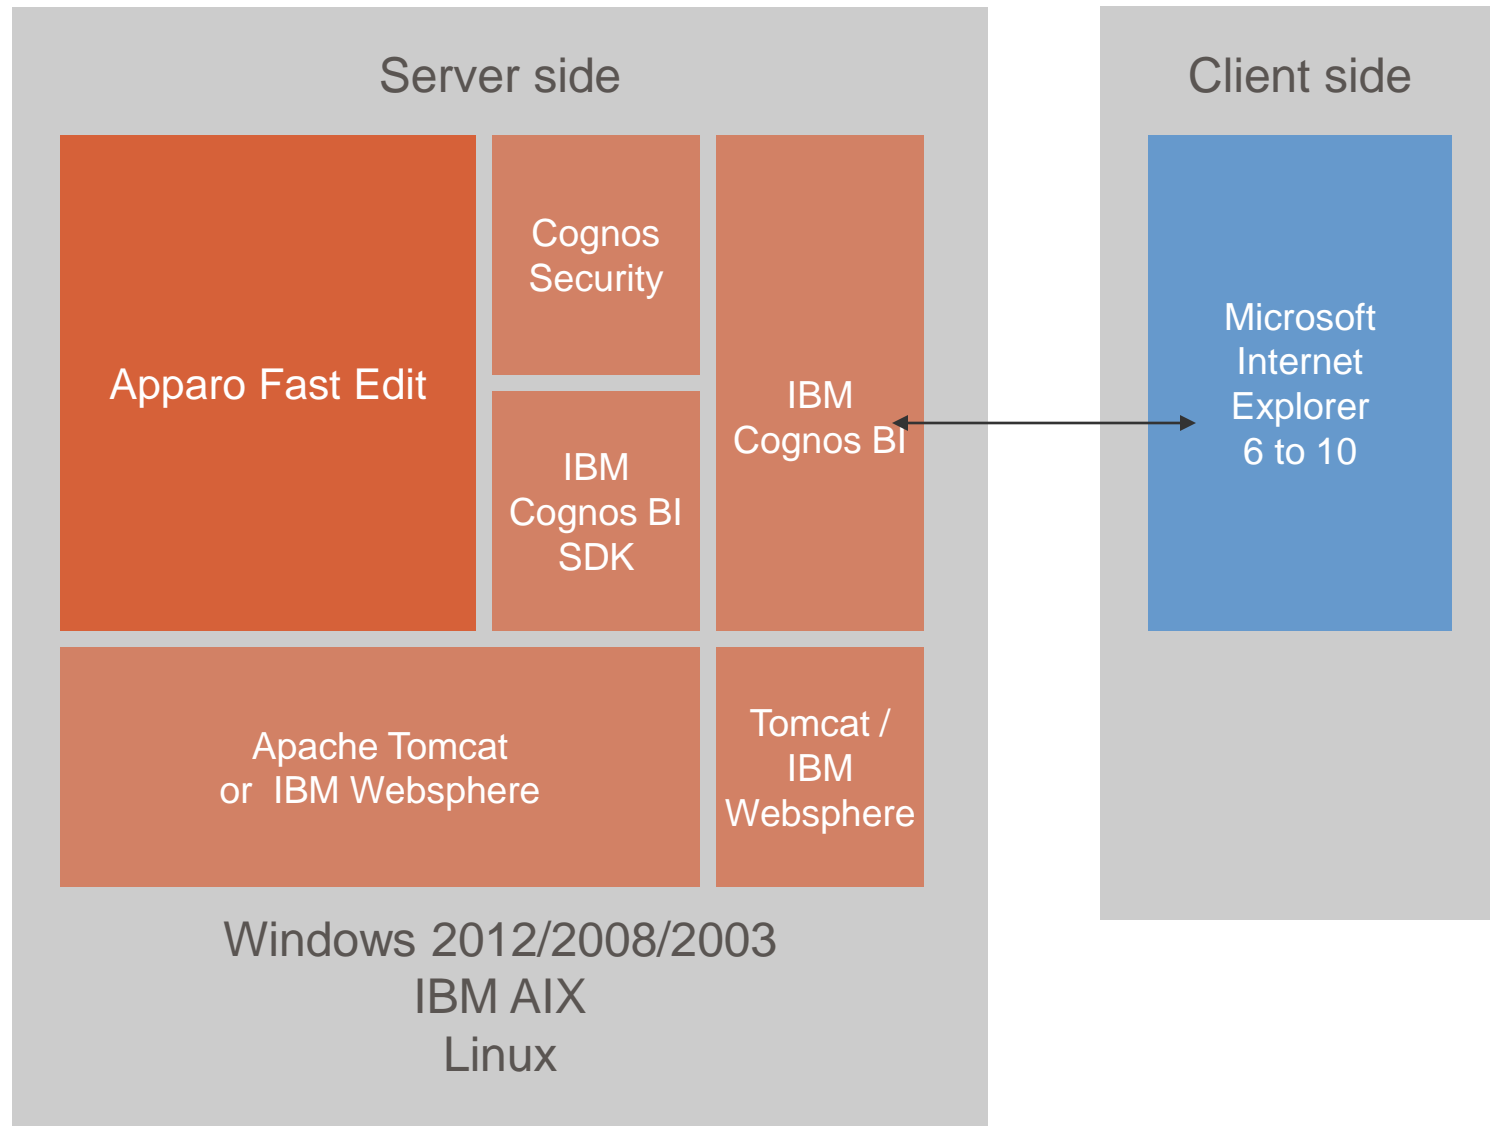 Server side
Apparo Fast Edit
Cognos
Security
IBM
Cognos BI
SDK
IBM
Cognos BI
Apache Tomcat
or  IBM Websphere
Tomcat /
IBM
Websphere
Windows 2012/2008/2003
IBM AIX
Linux
Client side
Microsoft
Internet
Explorer
6 to 10